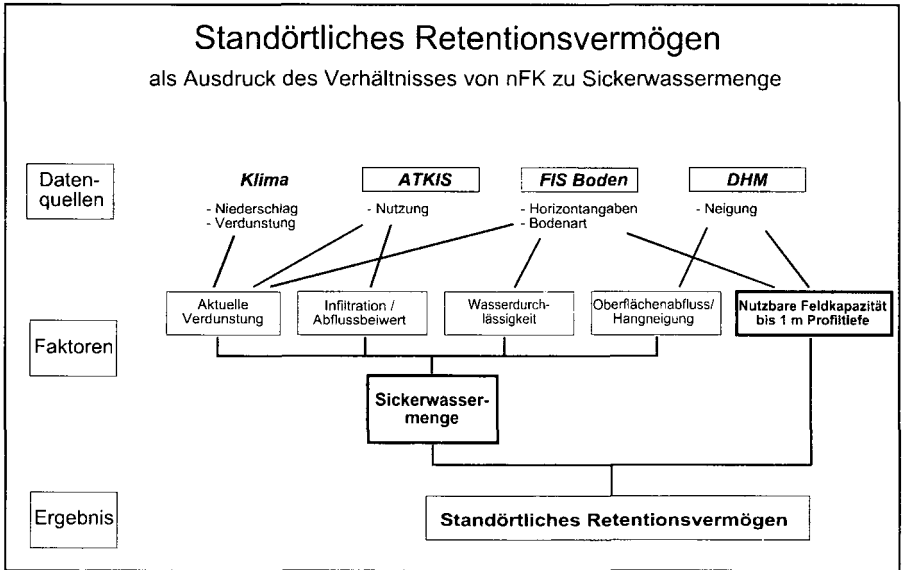 Standörtliches Retentionsvermögen
als Ausdruck des Verhältnisses von nFK zu Sickerwassermenge
Daten-
quellen
Klima
ATKIS
FIS Boden
DHM
- Niederschlag
- Verdunstung
- Nutzung
- Horizontangaben
- Bodenart
- Neigung
Faktoren
Aktuelle
Verdunstung
Infiltration /
Abflussbeiwert
Wasserdurch-
lässigkeit
Oberflächenabfluss/
Hangneigung
Nutzbare Feldkapazität
bis 1 m Profiltiefe
Sickerwasser-
menge
Ergebnis
Standörtliches Retentionsvermögen